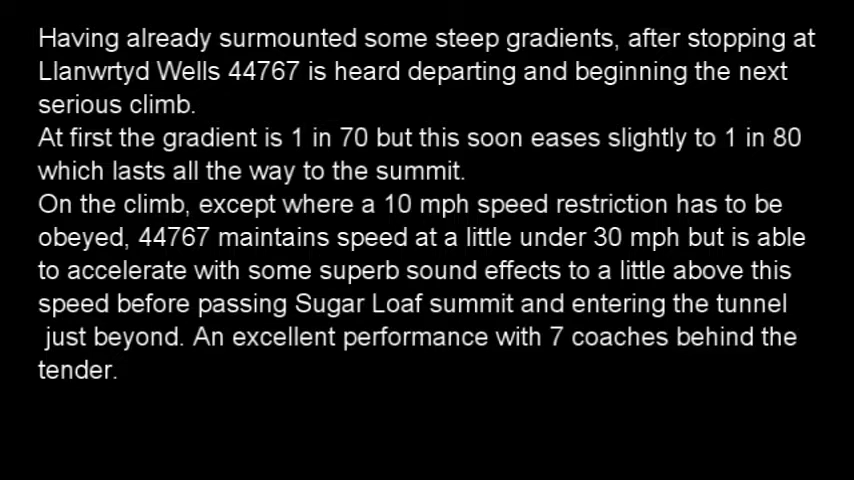 Having already surmounted some steep gradients, after stopping at
Llanwrtyd Wells 44767 is heard departing and beginning the next
serious climb.
At first the gradient is 1 in 70 but this soon eases slightly to 1 in 80
which lasts all the way to the summit.
On the climb, except where a 10 mph speed restriction has to be
obeyed, 44767 maintains speed at a little under 30 mph but is able
to accelerate with some superb sound effects to a little above this
speed before passing Sugar Loaf summit and entering the tunnel
just beyond. An excellent performance with 7 coaches behind the
tender.